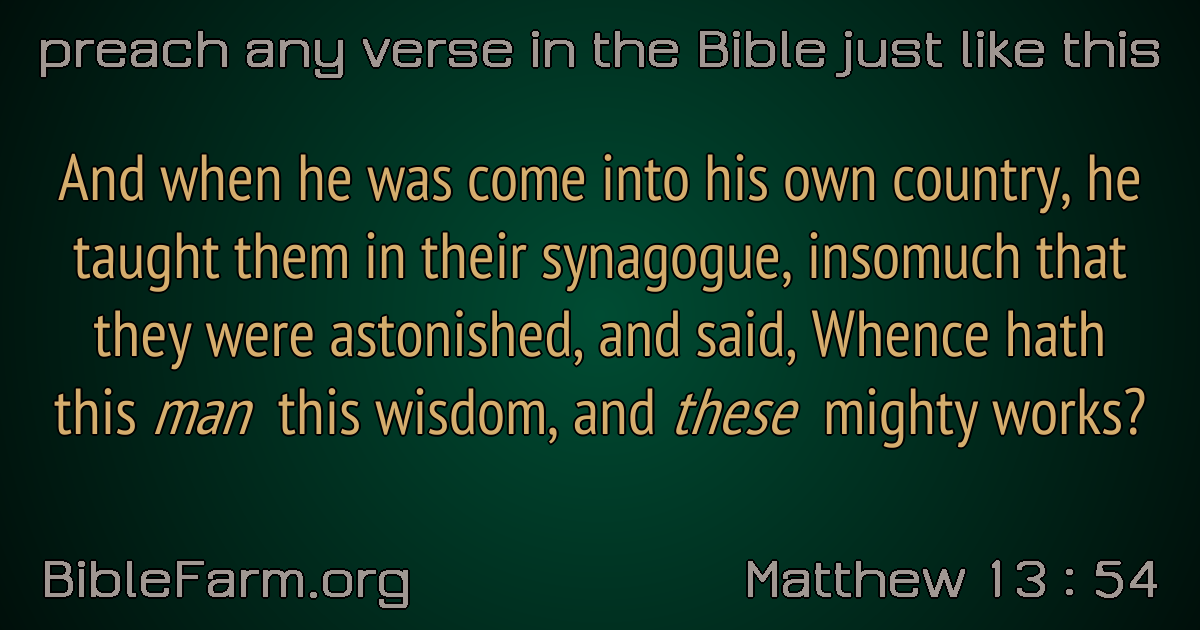 preach any verse in the Bible just like this
And when he was come into his own country, he
taught them in their synagogue, insomuch that
they were astonished, and said, Whence hath
this man this wisdom, and these mighty works?
BibleFarm.org
Matthew 13 : 54